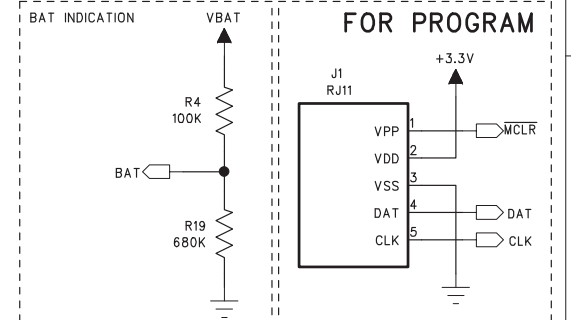 BAT INDICATION
VBAT
R4
100K
BAT
R19
680K
FOR PROGRAM
+3.3V
J1
RJ11
VPP 1 MCLR
VDD 2
VSS 3
DAT 4 DAT
CLK 5 CLK